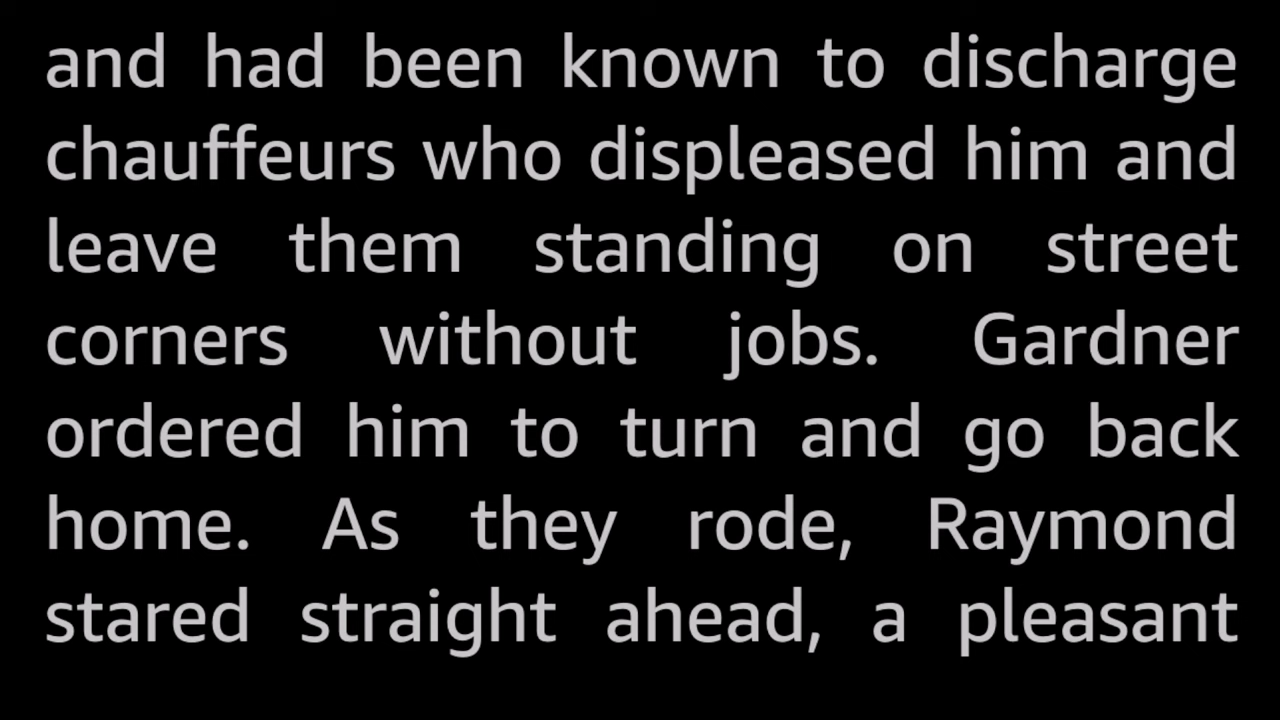 and had been known to discharge
chauffeurs who displeased him and
leave them standing on street
corners without jobs. Gardner
ordered him to turn and go back
home. As they rode, Raymond
stared straight ahead, a pleasant